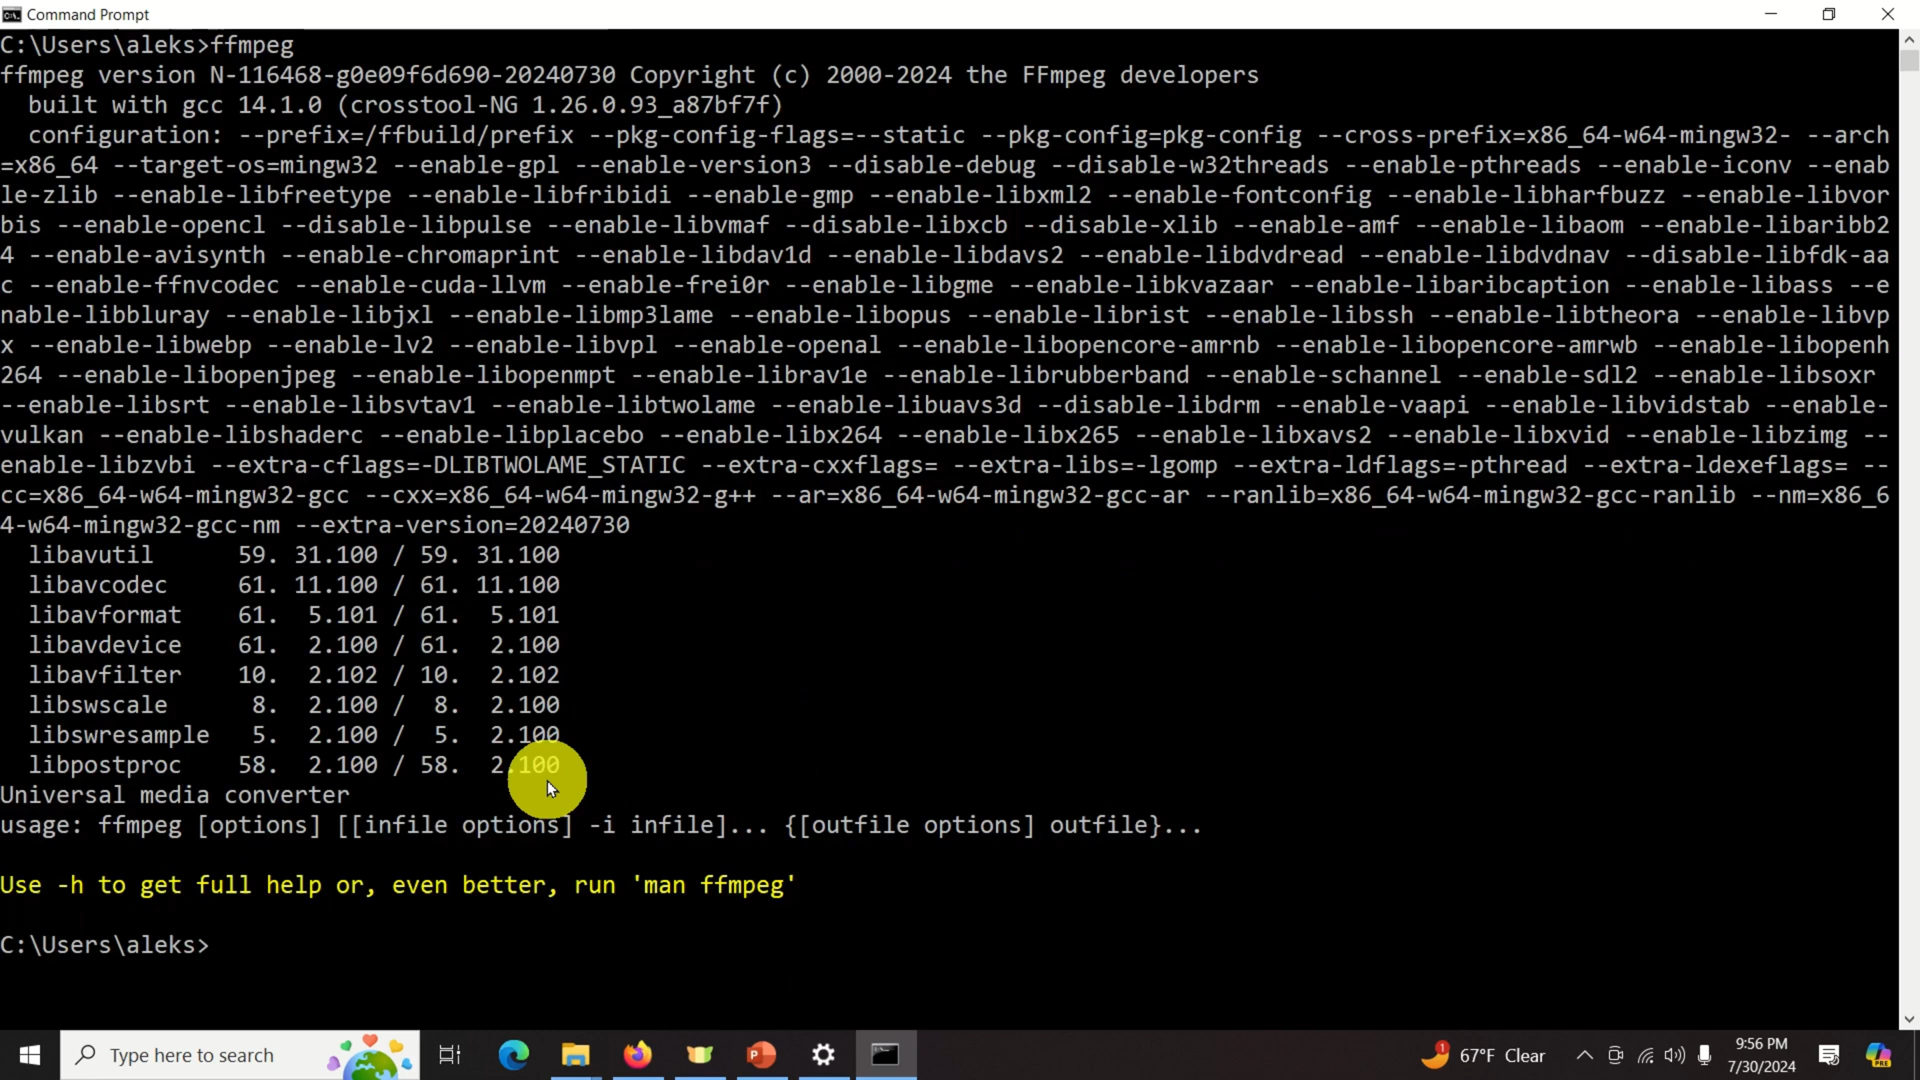 Command Prompt
C:\Users\aleks>ffmpeg
ffmpeg version N-116468-g0e09f6d690-20240730 Copyright (c) 2000-2024 the FFmpeg developers
  built with gcc 14.1.0 (crosstool-NG 1.26.0.93_a87bf7f)
  configuration: --prefix=/ffbuild/prefix --pkg-config-flags=--static --pkg-config=pkg-config --cross-prefix=x86_64-w64-mingw32- --arch
=x86_64 --target-os=mingw32 --enable-gpl --enable-version3 --disable-debug --disable-w32threads --enable-pthreads --enable-iconv --enab
le-zlib --enable-libfreetype --enable-libfribidi --enable-gmp --enable-libxml2 --enable-fontconfig --enable-libharfbuzz --enable-libvor
bis --enable-opencl --disable-libpulse --enable-libvmaf --disable-libxcb --disable-xlib --enable-amf --enable-libaom --enable-libaribb2
4 --enable-avisynth --enable-chromaprint --enable-libdav1d --enable-libdavs2 --enable-libdvdread --enable-libdvdnav --disable-libfdk-aa
c --enable-ffnvcodec --enable-cuda-llvm --enable-frei0r --enable-libgme --enable-libkvazaar --enable-libaribcaption --enable-libass --e
nable-libbluray --enable-libjxl --enable-libmp3lame --enable-libopus --enable-librist --enable-libssh --enable-libtheora --enable-libvp
x --enable-libwebp --enable-lv2 --enable-libvpl --enable-openal --enable-libopencore-amrnb --enable-libopencore-amrwb --enable-libopenh
264 --enable-libopenjpeg --enable-libopenmpt --enable-librav1e --enable-librubberband --enable-schannel --enable-sdl2 --enable-libsoxr
--enable-libsrt --enable-libsvtav1 --enable-libtwolame --enable-libuavs3d --disable-libdrm --enable-vaapi --enable-libvidstab --enable-
vulkan --enable-libshaderc --enable-libplacebo --enable-libx264 --enable-libx265 --enable-libxavs2 --enable-libxvid --enable-libzimg --
enable-libzvbi --extra-cflags=-DLIBTWOLAME_STATIC --extra-cxxflags= --extra-libs=-lgomp --extra-ldflags=-pthread --extra-ldexeflags= --
cc=x86_64-w64-mingw32-gcc --cxx=x86_64-w64-mingw32-g++ --ar=x86_64-w64-mingw32-gcc-ar --ranlib=x86_64-w64-mingw32-gcc-ranlib --nm=x86_6
4-w64-mingw32-gcc-nm --extra-version=20240730
  libavutil      59. 31.100 / 59. 31.100
  libavcodec     61. 11.100 / 61. 11.100
  libavformat    61.  5.101 / 61.  5.101
  libavdevice    61.  2.100 / 61.  2.100
  libavfilter    10.  2.102 / 10.  2.102
  libswscale      8.  2.100 /  8.  2.100
  libswresample   5.  2.100 /  5.  2.100
  libpostproc    58.  2.100 / 58.  2.100
Universal media converter
usage: ffmpeg [options] [[infile options] -i infile]... {[outfile options] outfile}...
Use -h to get full help or, even better, run 'man ffmpeg'
C:\Users\aleks>
Type here to search
67°F Clear
9:56 PM
7/30/2024
1
PRE